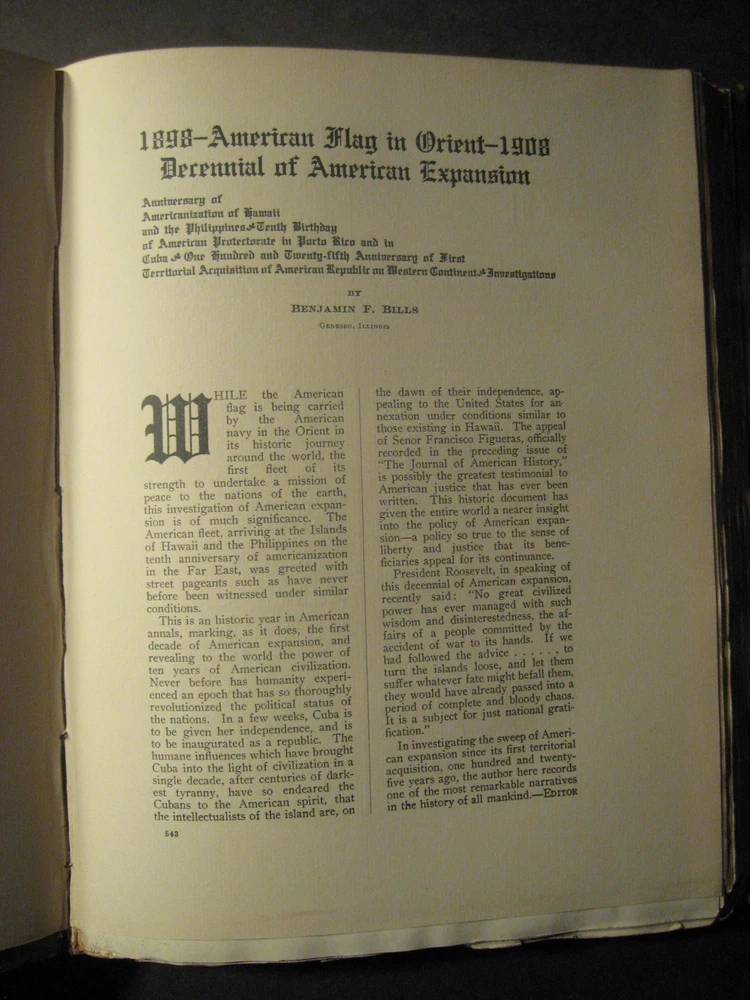 1898—American Flag in Orient—1908
Decennial of American Expansion
Anniversary of
Americanization of Hawaii
and the Philippines Tenth Birthday
of American Protectorate in Porto Rico and in
Cuba One Hundred and Twenty-fifth Anniversary of First
Territorial Acquisition of American Republic on Western Continent Investigations
BY
BENJAMIN F. BILLS
GENESEO, ILLINOIS
WHILE the American
flag is being carried
by the American
navy in the Orient in
its historic journey
around the world, the
first fleet of its
strength to undertake a mission of
peace to the nations of the earth,
this investigation of American expan-
sion is of much significance. The
American fleet, arriving at the Islands
of Hawaii and the Philippines on the
tenth anniversary of americanization
in the Far East, was greeted with
street pageants such as have never
before been witnessed under similar
conditions.
This is an historic year in American
annals, marking, as it does, the first
decade of American expansion, and
revealing to the world the power of
ten years of American civilization.
Never before has humanity experi-
enced an epoch that has so thoroughly
revolutionized the political status of
the nations. In a few weeks, Cuba is
to be given her independence, and is
to be inaugurated as a republic. The
humane influences which have brought
Cuba into the light of civilization in a
single decade, after centuries of dark-
est tyranny, have so endeared the
Cubans to the American spirit, that
the intellectualists of the island are, on
543
the dawn of their independence, ap-
pealing to the United States for an-
nexation under conditions similar to
those existing in Hawaii. The appeal
of Senor Francisco Figueras, officially
recorded in the preceding issue of
"The Journal of American History,"
is possibly the greatest testimonial to
American justice that has ever been
written. This historic document has
given the entire world a nearer insight
into the policy of American expan-
sion—a policy so true to the sense of
liberty and justice that its bene-
ficiaries appeal for its continuance.
President Roosevelt, in speaking of
this decennial of American expansion,
recently said: "No great civilized
power has ever managed with such
wisdom and disinterestedness, the af-
fairs of a people committed by the
accident of war to its hands. If we
had followed the advice . . . . . . to
turn the islands loose, and let them
suffer whatever fate might befall them,
they would have already passed into a
period of complete and bloody chaos.
It is a subject for just national grati-
fication."
In investigating the sweep of Ameri-
can expansion since its first territorial
acquisition, one hundred and twenty-
five years ago, the author here records
one of the most remarkable narratives
in the history of all mankind.—EDITOR